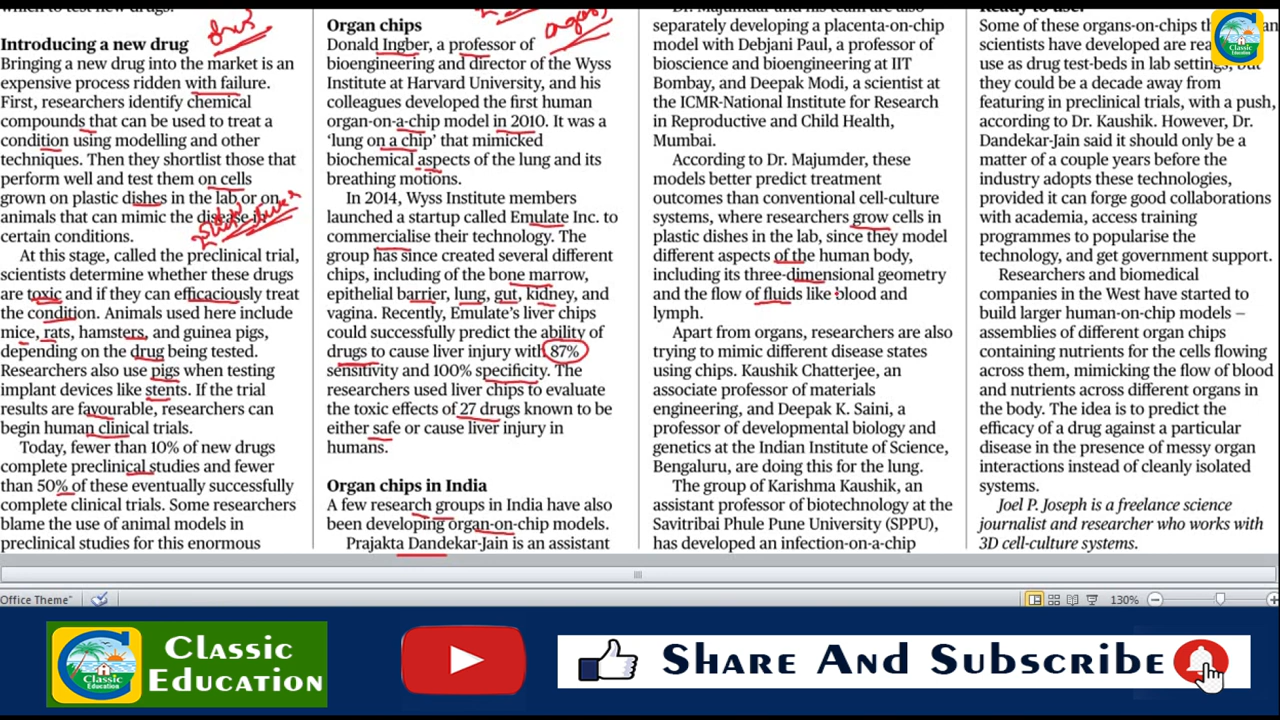 which to test new drugs.
Introducing a new drug
Bringing a new drug into the market is an
expensive process ridden with failure.
First, researchers identify chemical
compounds that can be used to treat a
condition using modelling and other
techniques. Then they shortlist those that
perform well and test them on cells
grown on plastic dishes in the lab or on
animals that can mimic the disease in
certain conditions.
At this stage, called the preclinical trial,
scientists determine whether these drugs
are toxic and if they can efficaciously treat
the condition. Animals used here include
mice, rats, hamsters, and guinea pigs,
depending on the drug being tested.
Researchers also use pigs when testing
implant devices like stents. If the trial
results are favourable, researchers can
begin human clinical trials.
Today, fewer than 10% of new drugs
complete preclinical studies and fewer
than 50% of these eventually successfully
complete clinical trials. Some researchers
blame the use of animal models in
preclinical studies for this enormous
Organ chips
Donald Ingber, a professor of
bioengineering and director of the Wyss
Institute at Harvard University, and his
colleagues developed the first human
organ-on-a-chip model in 2010. It was a
‘lung on a chip’ that mimicked
biochemical aspects of the lung and its
breathing motions.
In 2014, Wyss Institute members
launched a startup called Emulate Inc. to
commercialise their technology. The
group has since created several different
chips, including of the bone marrow,
epithelial barrier, lung, gut, kidney, and
vagina. Recently, Emulate’s liver chips
could successfully predict the ability of
drugs to cause liver injury with 87%
sensitivity and 100% specificity. The
researchers used liver chips to evaluate
the toxic effects of 27 drugs known to be
either safe or cause liver injury in
humans.
Organ chips in India
A few research groups in India have also
been developing organ-on-chip models.
Prajakta Dandekar-Jain is an assistant
Dr. Majumdar and his team are also
separately developing a placenta-on-chip
model with Debjani Paul, a professor of
bioscience and bioengineering at IIT
Bombay, and Deepak Modi, a scientist at
the ICMR-National Institute for Research
in Reproductive and Child Health,
Mumbai.
According to Dr. Majumder, these
models better predict treatment
outcomes than conventional cell-culture
systems, where researchers grow cells in
plastic dishes in the lab, since they model
different aspects of the human body,
including its three-dimensional geometry
and the flow of fluids like blood and
lymph.
Apart from organs, researchers are also
trying to mimic different disease states
using chips. Kaushik Chatterjee, an
associate professor of materials
engineering, and Deepak K. Saini, a
professor of developmental biology and
genetics at the Indian Institute of Science,
Bengaluru, are doing this for the lung.
The group of Karishma Kaushik, an
assistant professor of biotechnology at the
Savitribai Phule Pune University (SPPU),
has developed an infection-on-a-chip
Ready to use?
Some of these organs-on-chips
scientists have developed are
use as drug test-beds in lab settings, but
they could be a decade away from
featuring in preclinical trials, with a push,
according to Dr. Kaushik. However, Dr.
Dandekar-Jain said it should only be a
matter of a couple years before the
industry adopts these technologies,
provided it can forge good collaborations
with academia, access training
programmes to popularise the
technology, and get government support.
Researchers and biomedical
companies in the West have started to
build larger human-on-chip models —
assemblies of different organ chips
containing nutrients for the cells flowing
across them, mimicking the flow of blood
and nutrients across different organs in
the body. The idea is to predict the
efficacy of a drug against a particular
disease in the presence of messy organ
interactions instead of cleanly isolated
systems.
Joel P. Joseph is a freelance science
journalist and researcher who works with
3D cell-culture systems.
Classic
Education
Office Theme"
130%
Classic
Education
Classic
Education
Share And Subscribe